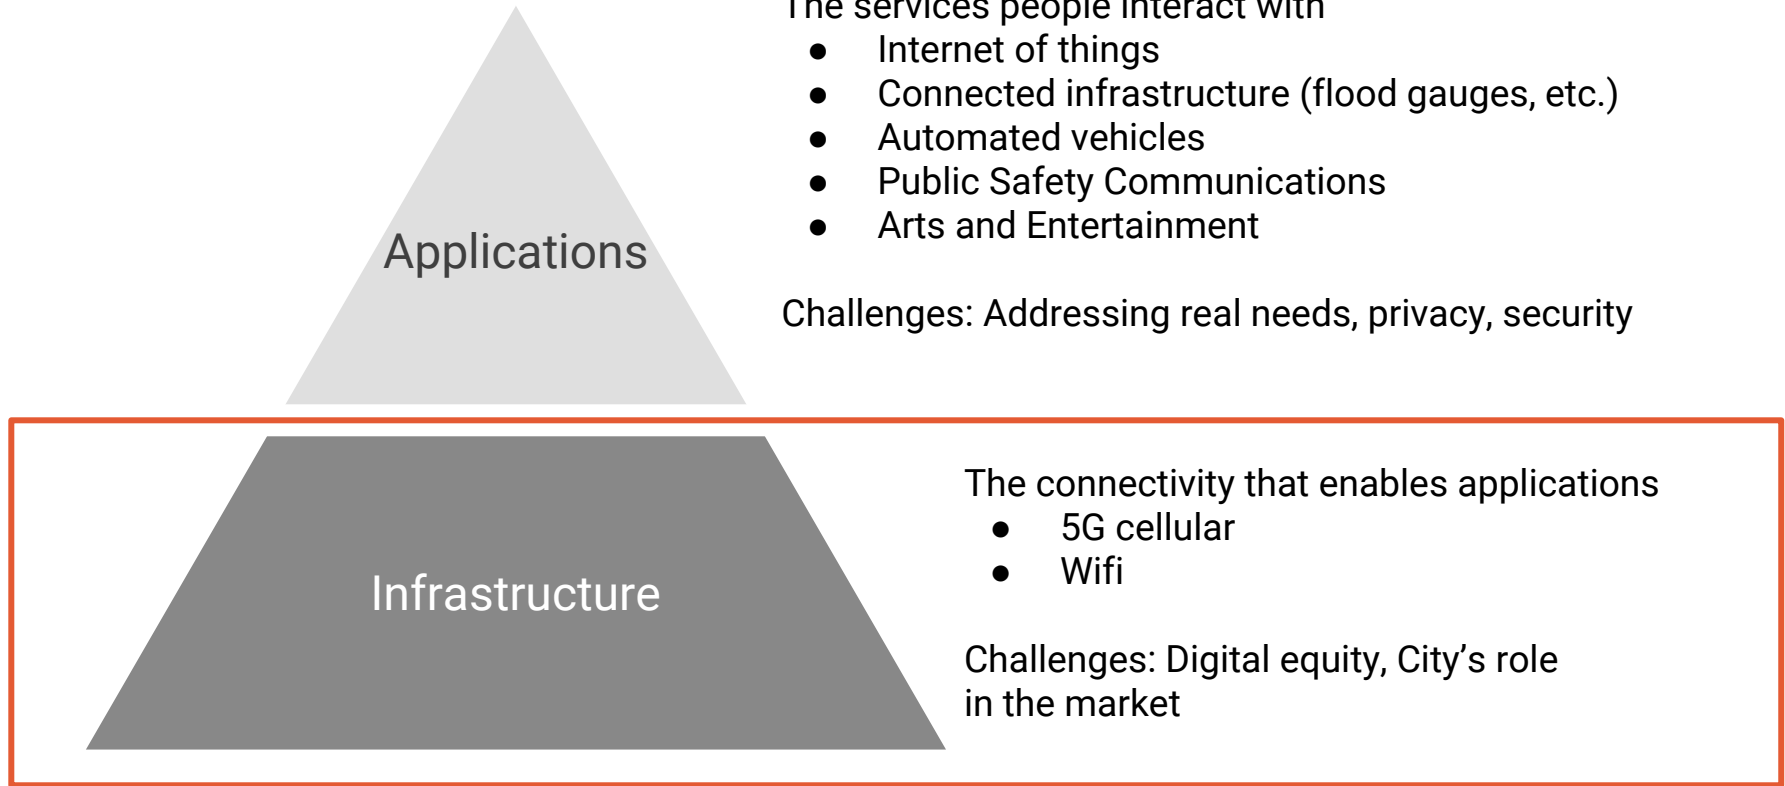 The services people interact with
● Internet of things
● Connected infrastructure (flood gauges, etc.)
● Automated vehicles
● Public Safety Communications
● Arts and Entertainment
Applications
Challenges: Addressing real needs, privacy, security
The connectivity that enables applications
● 5G cellular
● Wifi
Infrastructure
Challenges: Digital equity, City’s role
in the market